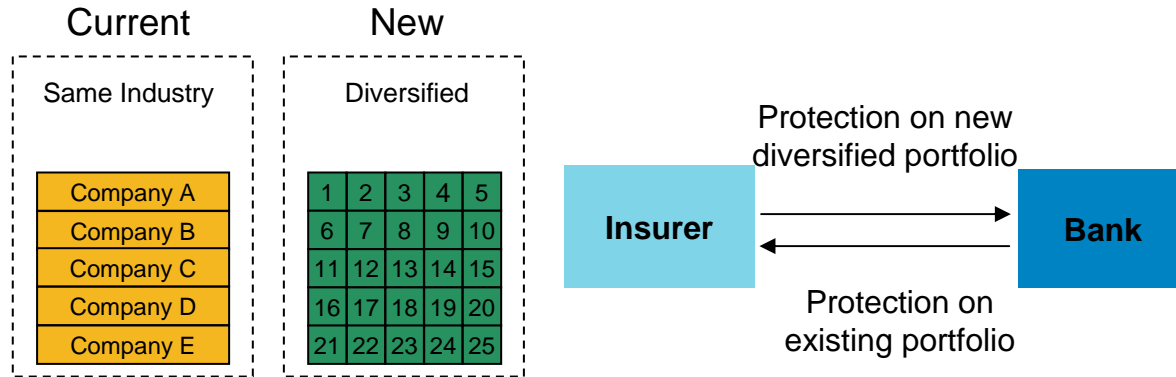 Current
New
Same Industry
Diversified
Company A
Company B
Company C
Company D
Company E
1 2 3 4 5
6 7 8 9 10
11 12 13 14 15
16 17 18 19 20
21 22 23 24 25
Protection on new
diversified portfolio
Insurer
Bank
Protection on
existing portfolio